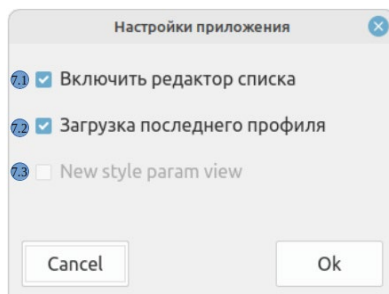 Настройки приложения
7.1 Включить редактор списка
7.2 Загрузка последнего профиля
7.3 New style param view
Cancel Ok